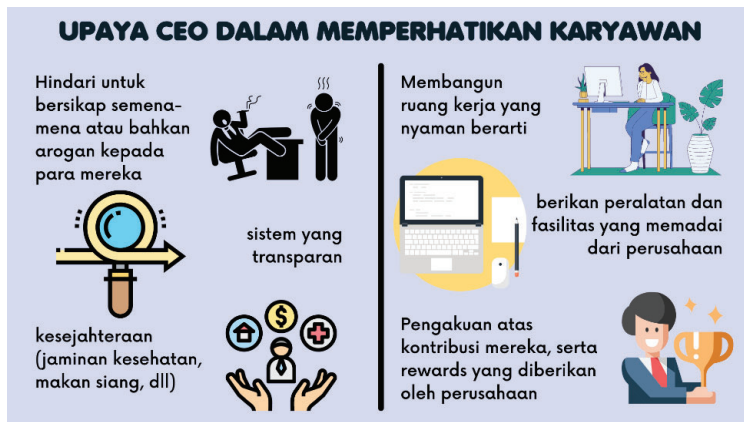 UPAYA CEO DALAM MEMPERHATIKAN KARYAWAN
Hindari untuk
bersikap semena-
mena atau bahkan
arogan kepada
para mereka
sistem yang
transparan
kesejahteraan
(jaminan kesehatan,
makan siang, dll)
Membangun
ruang kerja yang
nyaman berarti
berikan peralatan dan
fasilitas yang memadai
dari perusahaan
Pengakuan atas
kontribusi mereka, serta
rewards yang diberikan
oleh perusahaan